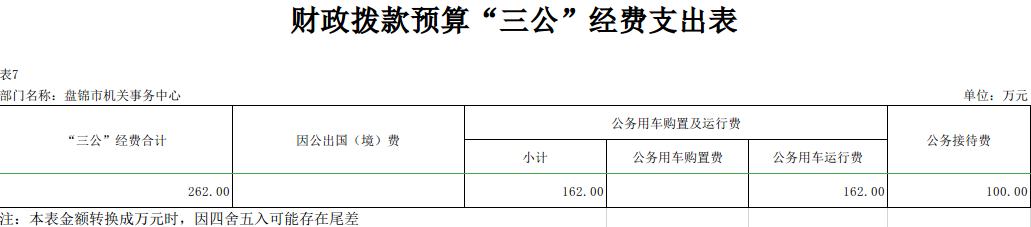 财政拨款预算“三公”经费支出表
表7
部门名称：盘锦市机关事务中心 单位：万元
“三公”经费合计 因公出国（境）费 公务用车购置及运行费 公务接待费
小计 公务用车购置费 公务用车运行费
262.00 162.00 162.00 100.00
注：本表金额转换成万元时，因四舍五入可能存在尾差